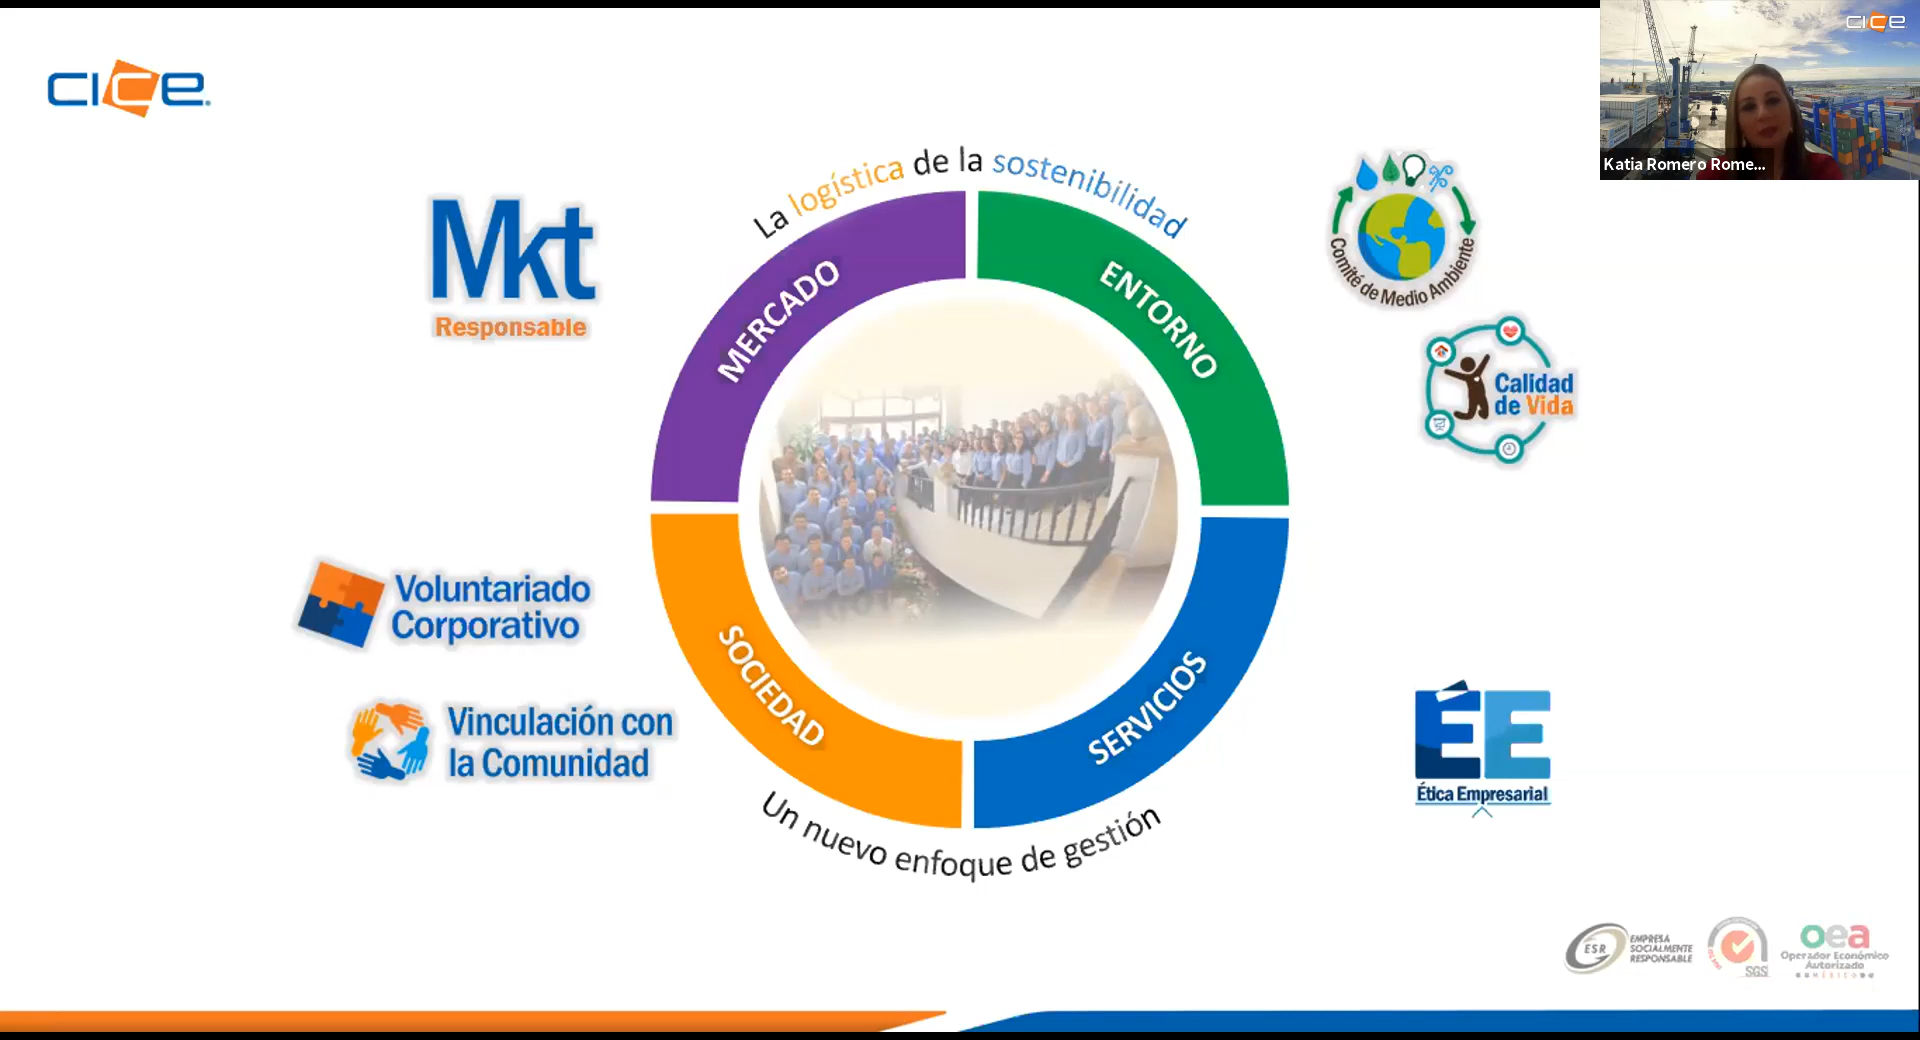 cice
cice
Katia Romero Rome...
La logística de la sostenibilidad
Mkt
Responsable
MERCADO
ENTORNO
Comité de Medio Ambiente
Calidad
de Vida
Voluntariado
Corporativo
Vinculación con
la Comunidad
SOCIEDAD
SERVICIOS
ÉE
Ética Empresarial
Un nuevo enfoque de gestión
ESR
EMPRESA
SOCIALMENTE
RESPONSABLE
SGS
oea
Operador Económico
Autorizado
MÉXICO